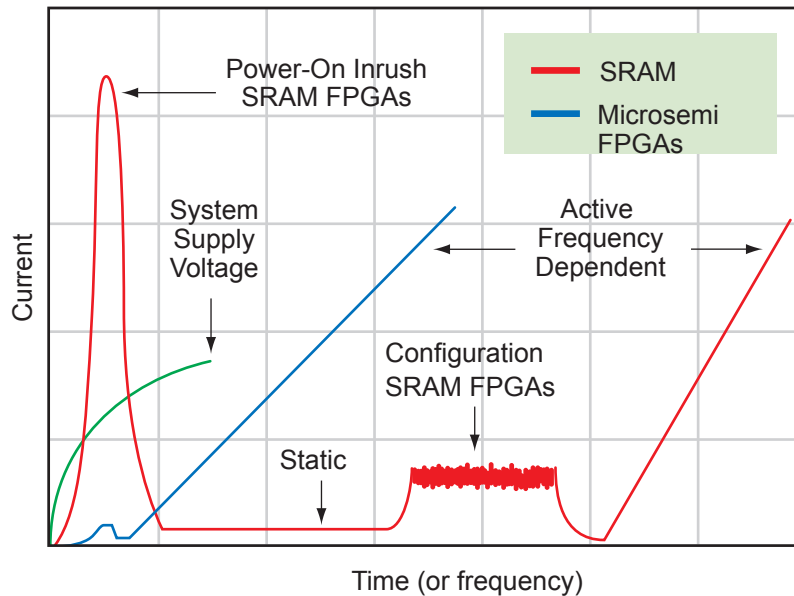 Power-On Inrush
SRAM FPGAs
SRAM
Microsemi
FPGAs
System
Supply
Voltage
Active
Frequency
Dependent
Current
Configuration
SRAM FPGAs
Static
Time (or frequency)